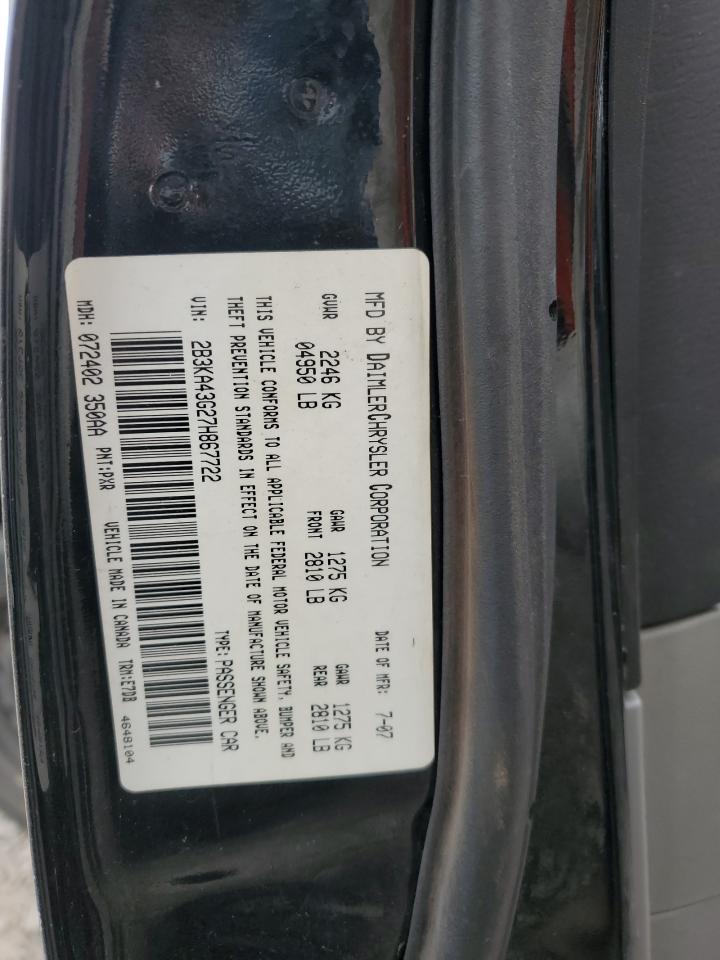 MFD BY DAIMLERCHRYSLER CORPORATION DATE OF MFR: 7-07
GVWR 2246 KG GAWR 1275 KG GAWR 1275 KG
04950 LB FRONT 2810 LB REAR 2810 LB
THIS VEHICLE CONFORMS TO ALL APPLICABLE FEDERAL MOTOR VEHICLE SAFETY, BUMPER AND
THEFT PREVENTION STANDARDS IN EFFECT ON THE DATE OF MANUFACTURE SHOWN ABOVE.
VIN: 2B3KA43G27H867722 TYPE: PASSENGER CAR
MDH: 072402 350AA PNT:PXR VEHICLE MADE IN CANADA TRM:E7DB 4648104